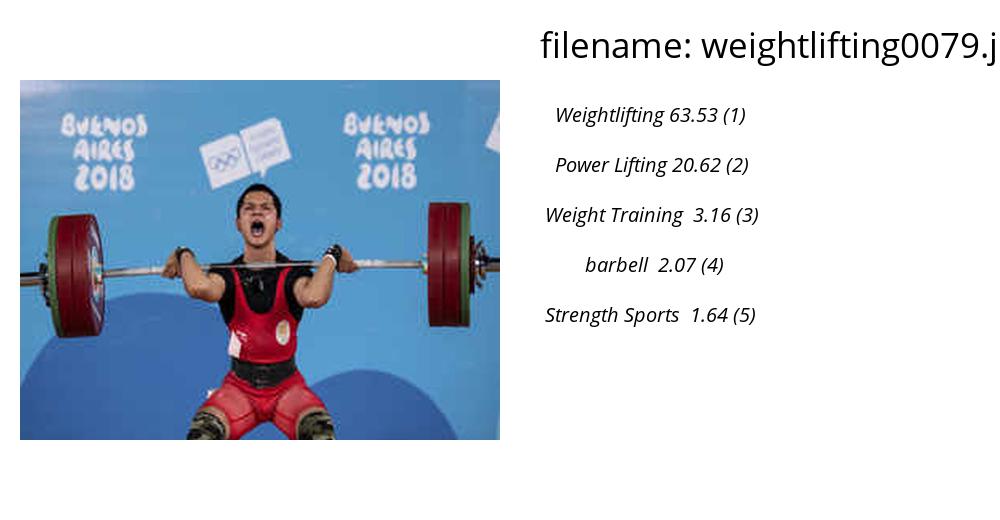 filename: weightlifting0079.j
BUENOS
AIRES
2018
BUENOS
AIRES
2018
Weightlifting 63.53 (1)
Power Lifting 20.62 (2)
Weight Training 3.16 (3)
barbell 2.07 (4)
Strength Sports 1.64 (5)